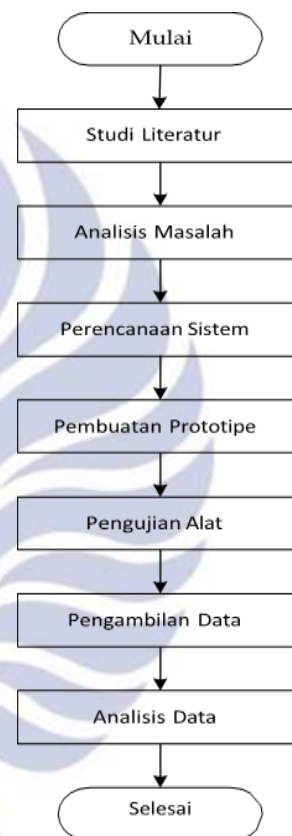 Mulai
Studi Literatur
Analisis Masalah
Perencanaan Sistem
Pembuatan Prototipe
Pengujian Alat
Pengambilan Data
Analisis Data
Selesai